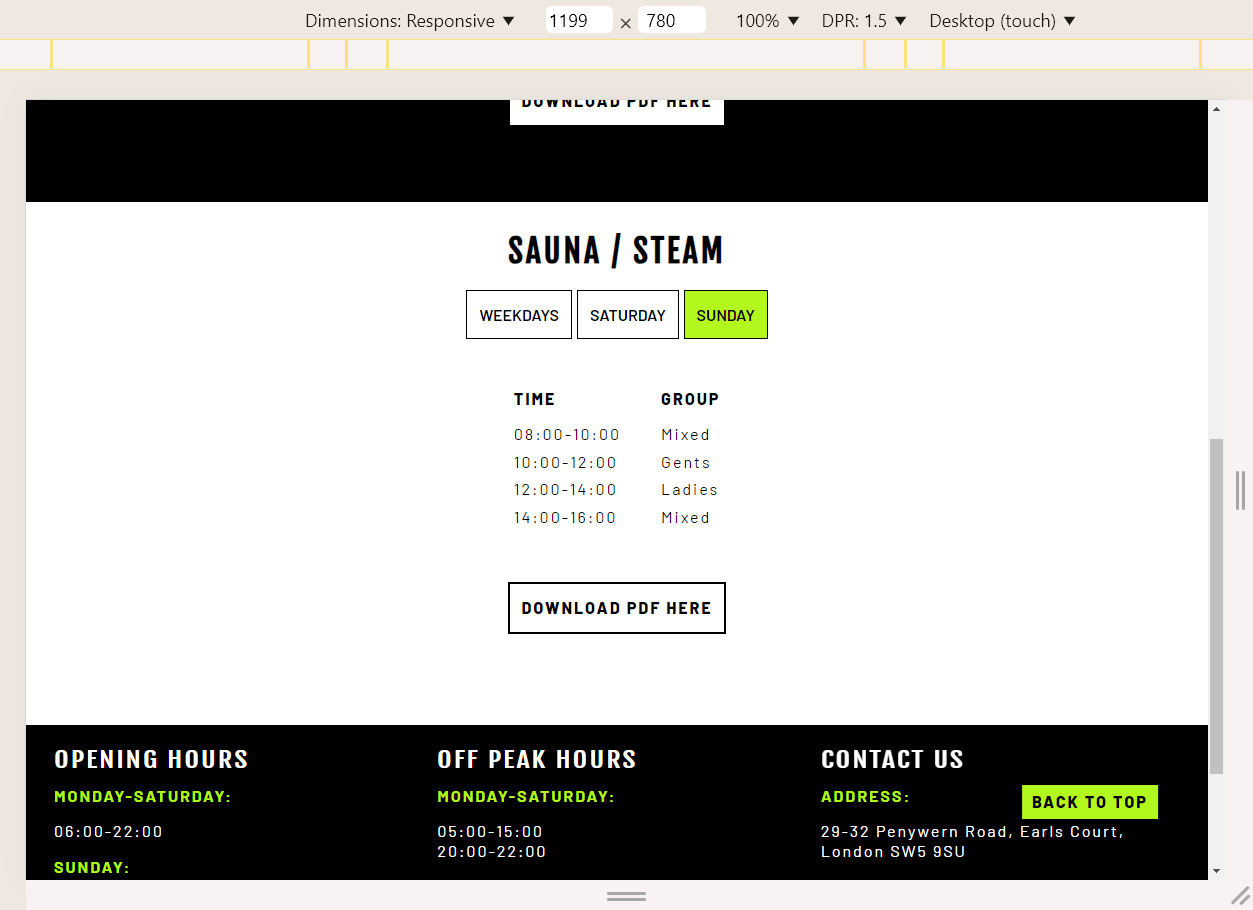 Dimensions: Responsive ▼ 1199 × 780 100% ▼ DPR: 1.5 ▼ Desktop (touch) ▼
DOWNLOAD PDF HERE
SAUNA / STEAM
WEEKDAYS SATURDAY SUNDAY
TIME GROUP
08:00-10:00 Mixed
10:00-12:00 Gents
12:00-14:00 Ladies
14:00-16:00 Mixed
DOWNLOAD PDF HERE
OPENING HOURS
MONDAY-SATURDAY:
06:00-22:00
SUNDAY:
OFF PEAK HOURS
MONDAY-SATURDAY:
05:00-15:00
20:00-22:00
CONTACT US
ADDRESS:
BACK TO TOP
29-32 Penywern Road, Earls Court,
London SW5 9SU